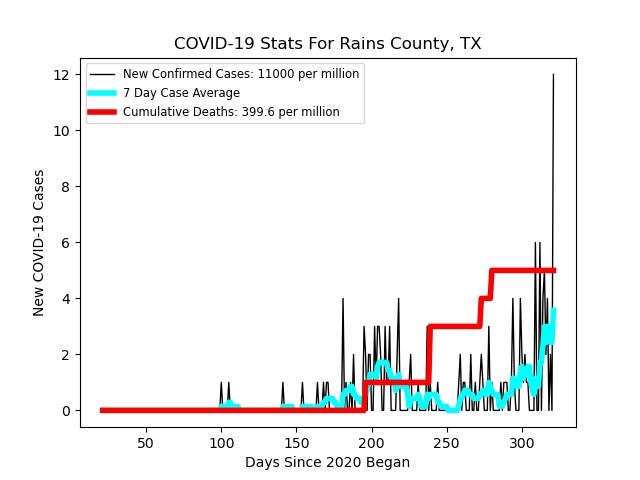 COVID-19 Stats For Rains County, TX
New Confirmed Cases: 11000 per million
7 Day Case Average
Cumulative Deaths: 399.6 per million
New COVID-19 Cases
12
10
8
6
4
2
0
50 100 150 200 250 300
Days Since 2020 Began